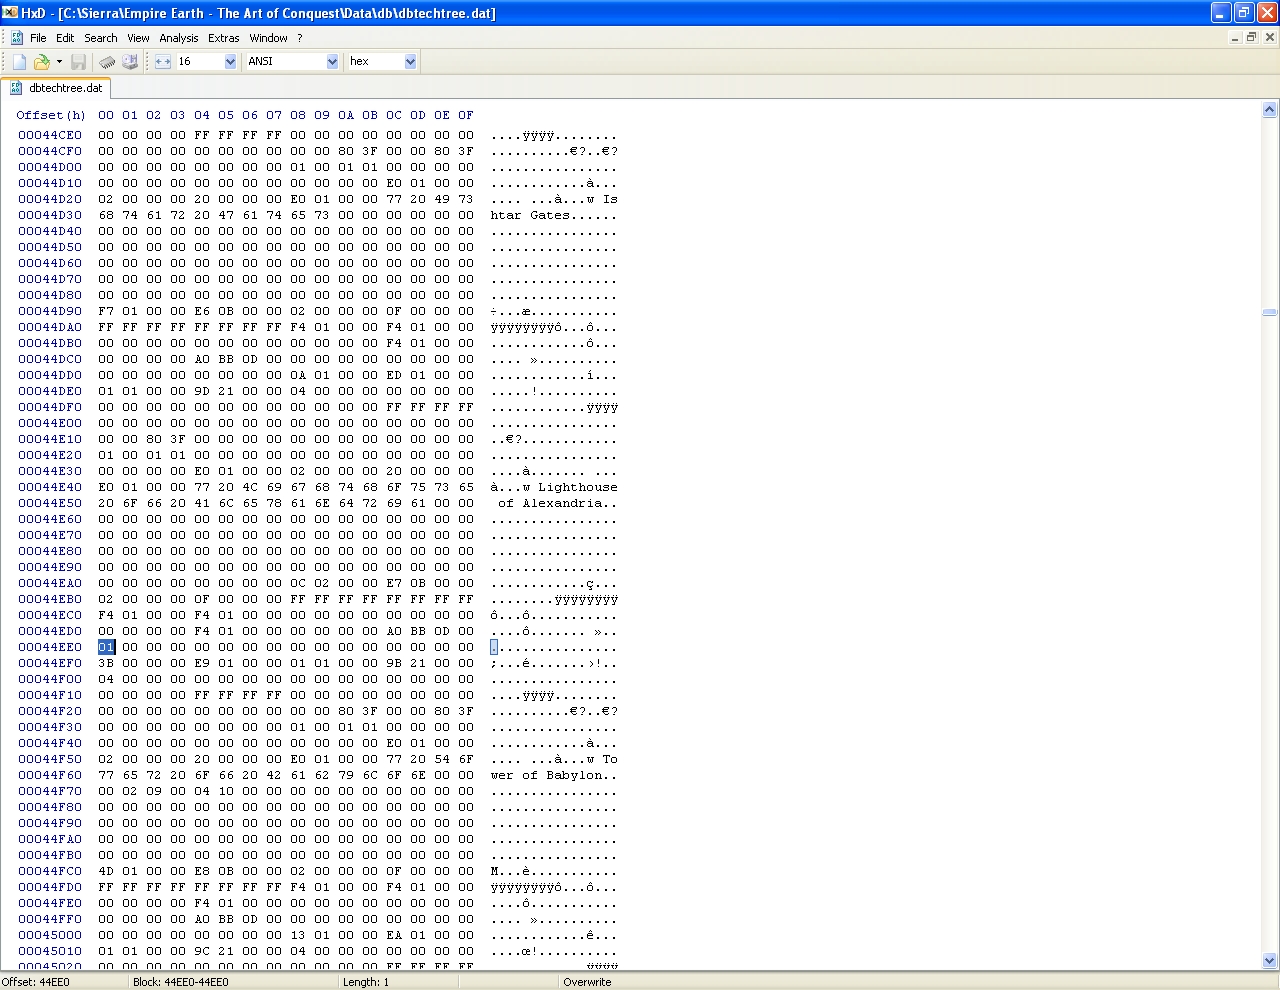 HxD - [C:\Sierra\Empire Earth - The Art of Conquest\Data\db\dbtechtree.dat]
File Edit Search View Analysis Extras Window ?
16 ANSI hex
dbtechtree.dat
Offset(h) 00 01 02 03 04 05 06 07 08 09 0A 0B 0C 0D 0E 0F
00044CE0 00 00 00 00 FF FF FF FF 00 00 00 00 00 00 00 00 ....ÿÿÿÿ........
00044CF0 00 00 00 00 00 00 00 00 00 00 80 3F 00 00 80 3F ..........€?..€?
00044D00 00 00 00 00 00 00 00 00 01 00 01 01 00 00 00 00 ................
00044D10 00 00 00 00 00 00 00 00 00 00 00 00 E0 01 00 00 ............à...
00044D20 02 00 00 00 20 00 00 00 E0 01 00 00 77 20 49 73 .... ...à...w Is
00044D30 68 74 61 72 20 47 61 74 65 73 00 00 00 00 00 00 htar Gates......
00044D40 00 00 00 00 00 00 00 00 00 00 00 00 00 00 00 00 ................
00044D50 00 00 00 00 00 00 00 00 00 00 00 00 00 00 00 00 ................
00044D60 00 00 00 00 00 00 00 00 00 00 00 00 00 00 00 00 ................
00044D70 00 00 00 00 00 00 00 00 00 00 00 00 00 00 00 00 ................
00044D80 00 00 00 00 00 00 00 00 00 00 00 00 00 00 00 00 ................
00044D90 F7 01 00 00 E6 0B 00 00 02 00 00 00 0F 00 00 00 ÷...æ...........
00044DA0 FF FF FF FF FF FF FF FF F4 01 00 00 F4 01 00 00 ÿÿÿÿÿÿÿÿô...ô...
00044DB0 00 00 00 00 00 00 00 00 00 00 00 00 F4 01 00 00 ............ô...
00044DC0 00 00 00 00 A0 BB 0D 00 00 00 00 00 00 00 00 00 .... »..........
00044DD0 00 00 00 00 00 00 00 00 0A 01 00 00 ED 01 00 00 ............í...
00044DE0 01 01 00 00 9D 21 00 00 04 00 00 00 00 00 00 00 .....!..........
00044DF0 00 00 00 00 00 00 00 00 00 00 00 00 FF FF FF FF ............ÿÿÿÿ
00044E00 00 00 00 00 00 00 00 00 00 00 00 00 00 00 00 00 ................
00044E10 00 00 80 3F 00 00 00 00 00 00 00 00 00 00 00 00 ..€?............
00044E20 01 00 01 01 00 00 00 00 00 00 00 00 00 00 00 00 ................
00044E30 00 00 00 00 E0 01 00 00 02 00 00 00 20 00 00 00 ....à....... ...
00044E40 E0 01 00 00 77 20 4C 69 67 68 74 68 6F 75 73 65 à...w Lighthouse
00044E50 20 6F 66 20 41 6C 65 78 61 6E 64 72 69 61 00 00 of Alexandria..
00044E60 00 00 00 00 00 00 00 00 00 00 00 00 00 00 00 00 ................
00044E70 00 00 00 00 00 00 00 00 00 00 00 00 00 00 00 00 ................
00044E80 00 00 00 00 00 00 00 00 00 00 00 00 00 00 00 00 ................
00044E90 00 00 00 00 00 00 00 00 00 00 00 00 00 00 00 00 ................
00044EA0 00 00 00 00 00 00 00 00 0C 02 00 00 E7 0B 00 00 ............ç...
00044EB0 02 00 00 00 0F 00 00 00 FF FF FF FF FF FF FF FF ........ÿÿÿÿÿÿÿÿ
00044EC0 F4 01 00 00 F4 01 00 00 00 00 00 00 00 00 00 00 ô...ô...........
00044ED0 00 00 00 00 F4 01 00 00 00 00 00 00 A0 BB 0D 00 ....ô....... »..
00044EE0 01 00 00 00 00 00 00 00 00 00 00 00 00 00 00 00 ................
00044EF0 3B 00 00 00 E9 01 00 00 01 01 00 00 9B 21 00 00 ;...é.......›!..
00044F00 04 00 00 00 00 00 00 00 00 00 00 00 00 00 00 00 ................
00044F10 00 00 00 00 FF FF FF FF 00 00 00 00 00 00 00 00 ....ÿÿÿÿ........
00044F20 00 00 00 00 00 00 00 00 00 00 80 3F 00 00 80 3F ..........€?..€?
00044F30 00 00 00 00 00 00 00 00 01 00 01 01 00 00 00 00 ................
00044F40 00 00 00 00 00 00 00 00 00 00 00 00 E0 01 00 00 ............à...
00044F50 02 00 00 00 20 00 00 00 E0 01 00 00 77 20 54 6F .... ...à...w To
00044F60 77 65 72 20 6F 66 20 42 61 62 79 6C 6F 6E 00 00 wer of Babylon..
00044F70 00 02 09 00 04 10 00 00 00 00 00 00 00 00 00 00 ................
00044F80 00 00 00 00 00 00 00 00 00 00 00 00 00 00 00 00 ................
00044F90 00 00 00 00 00 00 00 00 00 00 00 00 00 00 00 00 ................
00044FA0 00 00 00 00 00 00 00 00 00 00 00 00 00 00 00 00 ................
00044FB0 00 00 00 00 00 00 00 00 00 00 00 00 00 00 00 00 ................
00044FC0 4D 01 00 00 E8 0B 00 00 02 00 00 00 0F 00 00 00 M...è...........
00044FD0 FF FF FF FF FF FF FF FF F4 01 00 00 F4 01 00 00 ÿÿÿÿÿÿÿÿô...ô...
00044FE0 00 00 00 00 F4 01 00 00 00 00 00 00 00 00 00 00 ....ô...........
00044FF0 00 00 00 00 A0 BB 0D 00 00 00 00 00 00 00 00 00 .... »..........
00045000 00 00 00 00 00 00 00 00 13 01 00 00 EA 01 00 00 ............ê...
00045010 01 01 00 00 9C 21 00 00 04 00 00 00 00 00 00 00 ....œ!..........
00045020 00 00 00 00 00 00 00 00 00 00 00 00 FF FF FF FF ............ÿÿÿÿ
Offset: 44EE0 Block: 44EE0-44EE0 Length: 1 Overwrite